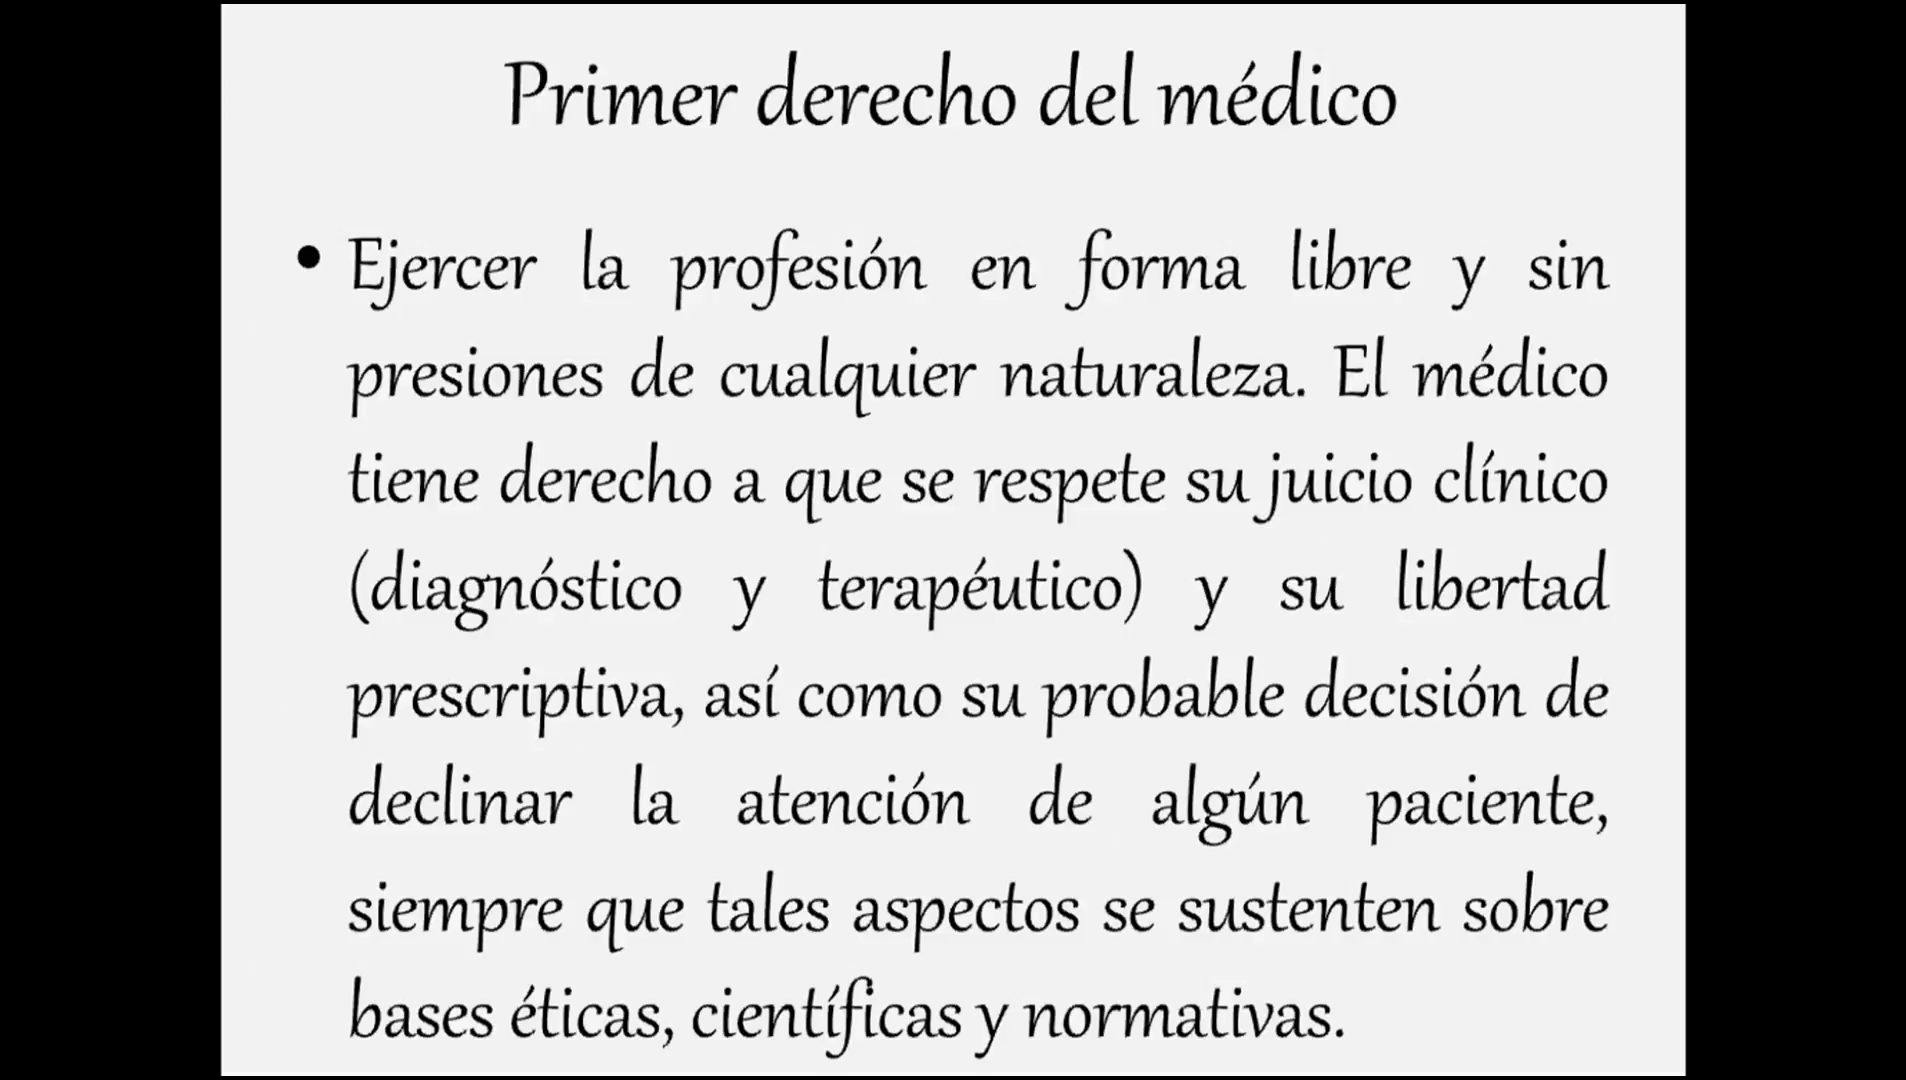 Primer derecho del médico
• Ejercer la profesión en forma libre y sin
presiones de cualquier naturaleza. El médico
tiene derecho a que se respete su juicio clínico
(diagnóstico y terapéutico) y su libertad
prescriptiva, así como su probable decisión de
declinar la atención de algún paciente,
siempre que tales aspectos se sustenten sobre
bases éticas, científicas y normativas.